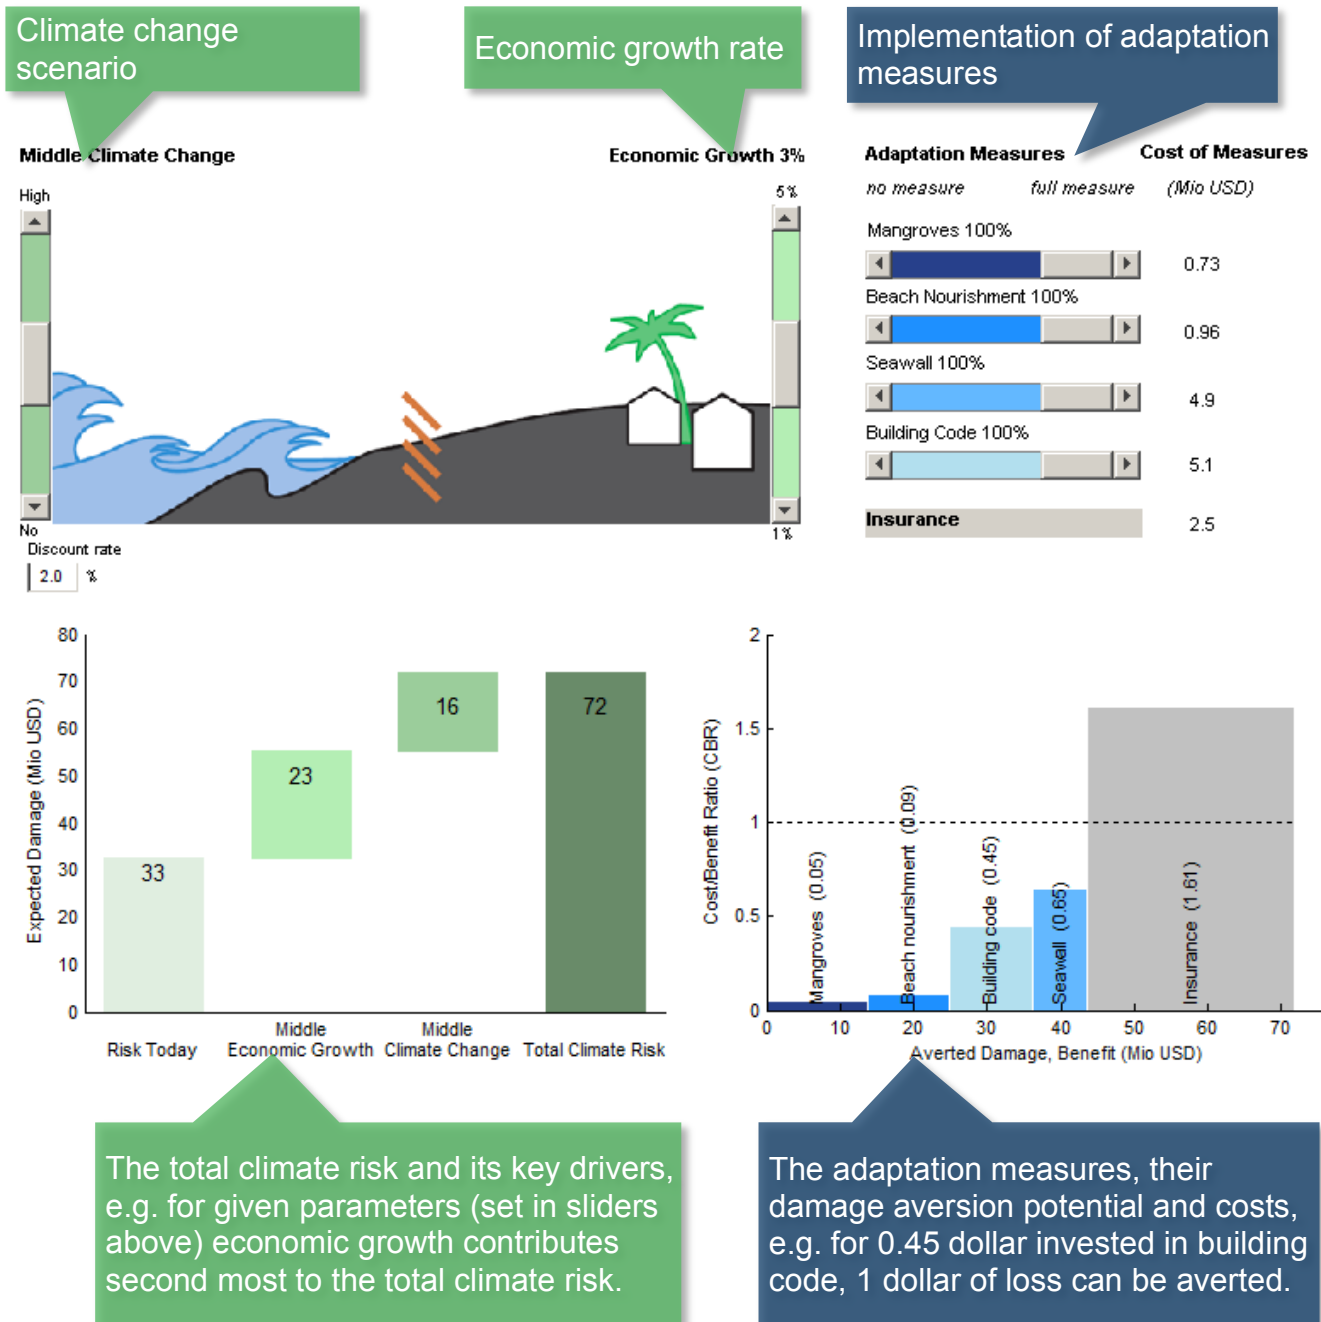 Climate change
scenario
Economic growth rate
Implementation of adaptation
measures
Middle Climate Change
Economic Growth 3%
Adaptation Measures
Cost of Measures
no measure
full measure
(Mio USD)
High
5 %
Mangroves 100%
0.73
Beach Nourishment 100%
0.96
Seawall 100%
4.9
Building Code 100%
5.1
Insurance
2.5
No
1 %
Discount rate
2.0 %
80
70
60
50
40
30
20
10
0
Expected Damage (Mio USD)
33
23
16
72
Risk Today
Middle
Economic Growth
Middle
Climate Change
Total Climate Risk
2
1.5
1
0.5
0
Cost/Benefit Ratio (CBR)
Mangroves (0.05)
Beach nourishment (0.09)
Building code (0.45)
Seawall (0.65)
Insurance (1.61)
0 10 20 30 40 50 60 70
Averted Damage, Benefit (Mio USD)
The total climate risk and its key drivers,
e.g. for given parameters (set in sliders
above) economic growth contributes
second most to the total climate risk.
The adaptation measures, their
damage aversion potential and costs,
e.g. for 0.45 dollar invested in building
code, 1 dollar of loss can be averted.